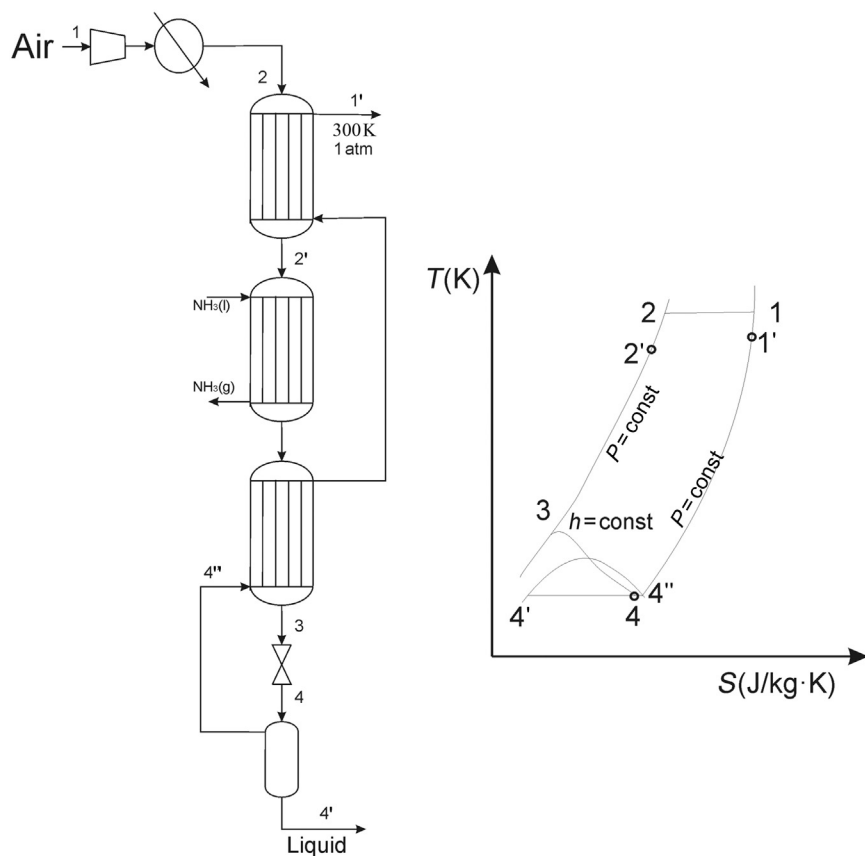 Air
1
2
1'
300K
1 atm
2'
NH₃(l)
NH₃(g)
4''
3
4
4'
Liquid
T(K)
2
1
2'
1'
P=const
P=const
3
h=const
4'
4
4''
S(J/kg·K)